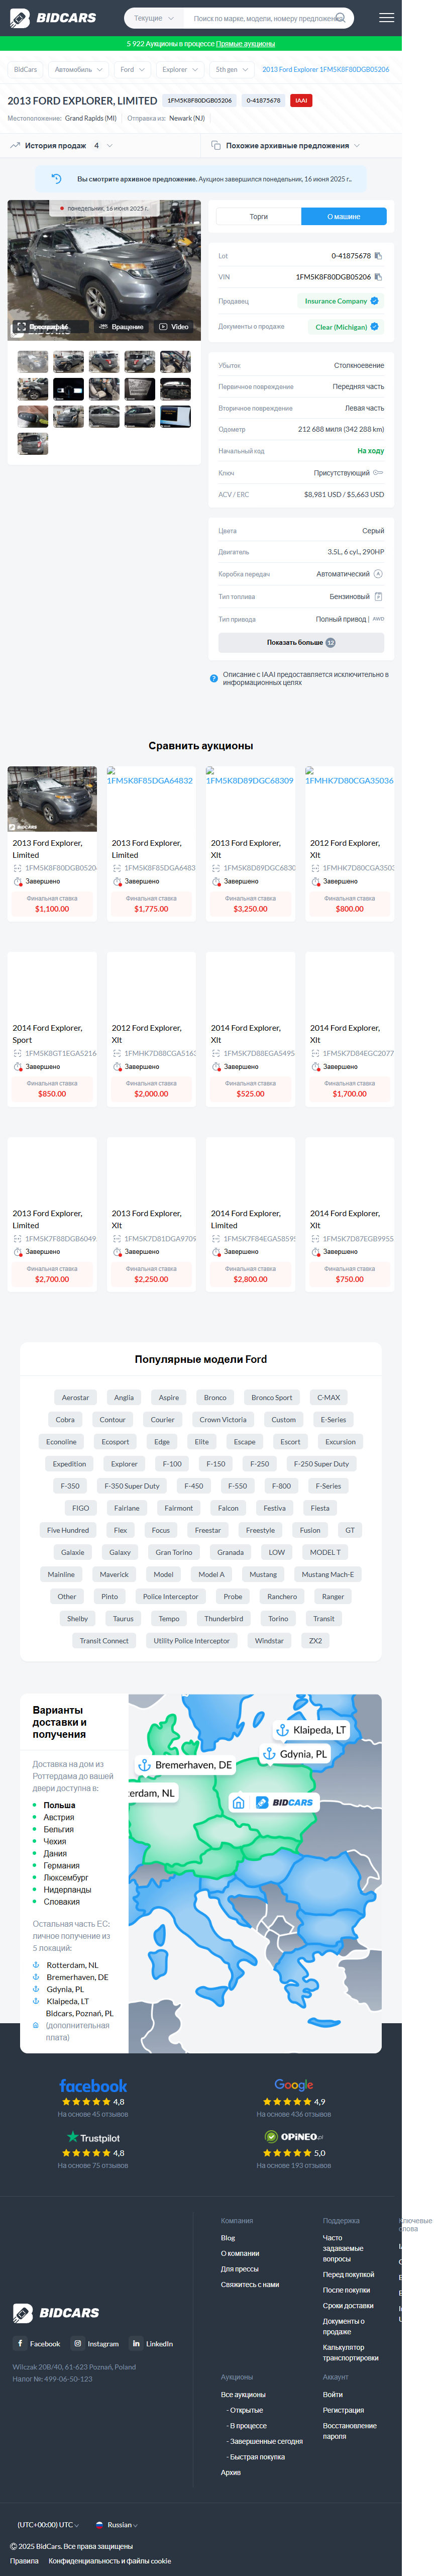 BIDCARS
Текущие
Поиск по марке, модели, номеру предложения,
5 922 Аукционы в процессе Прямые аукционы
BidCars
Автомобиль
Ford
Explorer
5th gen
2013 Ford Explorer 1FM5K8F80DGB05206
2013 FORD EXPLORER, LIMITED
1FM5K8F80DGB05206
0-41875678
IAAI
Местоположение: Grand Rapids (MI)
Отправка из: Newark (NJ)
История продаж 4
Похожие архивные предложения
Вы смотрите архивное предложение. Аукцион завершился понедельник, 16 июня 2025 г..
понедельник, 16 июня 2025 г.
Вращение
Video
Торги
О машине
Lot
0-41875678
VIN
1FM5K8F80DGB05206
Продавец
Insurance Company
Документы о продаже
Clear (Michigan)
Убыток
Столкновоение
Первичное повреждение
Передняя часть
Вторичное повреждение
Левая часть
Одометр
212 688 миля (342 288 km)
Начальный код
На ходу
Ключ
Присутствующий
ACV / ERC
$8,981 USD / $5,663 USD
Цвета
Серый
Двигатель
3.5L, 6 cyl., 290HP
Коробка передач
Автоматический
Тип топлива
Бензиновый
Тип привода
Полный привод | AWD
Показать больше 12
Описание с IAAI предоставляется исключительно в информационных целях
Сравнить аукционы
1FM5K8F85DGA64832
1FM5K8D89DGC68309
1FMHK7D80CGA35036
2013 Ford Explorer, Limited
1FM5K8F80DGB0520
Завершено
Финальная ставка
$1,100.00
2013 Ford Explorer, Limited
1FM5K8F85DGA6483
Завершено
Финальная ставка
$1,775.00
2013 Ford Explorer, Xlt
1FM5K8D89DGC6830
Завершено
Финальная ставка
$3,250.00
2012 Ford Explorer, Xlt
1FMHK7D80CGA3503
Завершено
Финальная ставка
$800.00
2014 Ford Explorer, Sport
1FM5K8GT1EGA5216
Завершено
Финальная ставка
$850.00
2012 Ford Explorer, Xlt
1FMHK7D88CGA5163
Завершено
Финальная ставка
$2,000.00
2014 Ford Explorer, Xlt
1FM5K7D88EGA5495
Завершено
Финальная ставка
$525.00
2014 Ford Explorer, Xlt
1FM5K7D84EGC2077
Завершено
Финальная ставка
$1,700.00
2013 Ford Explorer, Limited
1FM5K7F88DGB6049
Завершено
Финальная ставка
$2,700.00
2013 Ford Explorer, Xlt
1FM5K7D81DGA9709
Завершено
Финальная ставка
$2,250.00
2014 Ford Explorer, Limited
1FM5K7F84EGA5859
Завершено
Финальная ставка
$2,800.00
2014 Ford Explorer, Xlt
1FM5K7D87EGB9955
Завершено
Финальная ставка
$750.00
Популярные модели Ford
Aerostar Anglia Aspire Bronco Bronco Sport C-MAX
Cobra Contour Courier Crown Victoria Custom E-Series
Econoline Ecosport Edge Elite Escape Escort Excursion
Expedition Explorer F-100 F-150 F-250 F-250 Super Duty
F-350 F-350 Super Duty F-450 F-550 F-800 F-Series
FIGO Fairlane Fairmont Falcon Festiva Fiesta
Five Hundred Flex Focus Freestar Freestyle Fusion GT
Galaxie Galaxy Gran Torino Granada LOW MODEL T
Mainline Maverick Model Model A Mustang Mustang Mach-E
Other Pinto Police Interceptor Probe Ranchero Ranger
Shelby Taurus Tempo Thunderbird Torino Transit
Transit Connect Utility Police Interceptor Windstar ZX2
Варианты доставки и получения
Доставка на дом из Роттердама до вашей двери доступна в:
Польша
Австрия
Бельгия
Чехия
Дания
Германия
Люксембург
Нидерланды
Словакия
Остальная часть ЕС: личное получение из 5 локаций:
Rotterdam, NL
Bremerhaven, DE
Gdynia, PL
Klaipeda, LT
Bidcars, Poznań, PL (дополнительная плата)
Klaipeda, LT
Gdynia, PL
Bremerhaven, DE
terdam, NL
BIDCARS
facebook
4,8
На основе 45 отзывов
Google
4,9
На основе 436 отзывов
Trustpilot
4,8
На основе 75 отзывов
OPiNEO.pl
5,0
На основе 193 отзывов
BIDCARS
Facebook
Instagram
LinkedIn
Wilczak 20B/40, 61-623 Poznań, Poland
Налог №: 499-06-50-123
Компания
Blog
О компании
Для прессы
Свяжитесь с нами
Поддержка
Часто задаваемые вопросы
Перед покупкой
После покупки
Сроки доставки
Документы о продаже
Калькулятор транспортировки
Ключевые слова
Аукционы
Все аукционы
- Открытые
- В процессе
- Завершенные сегодня
- Быстрая покупка
Архив
Аккаунт
Войти
Регистрация
Восстановление пароля
(UTC+00:00) UTC
Russian
© 2025 BidCars. Все права защищены
Правила
Конфиденциальность и файлы cookie